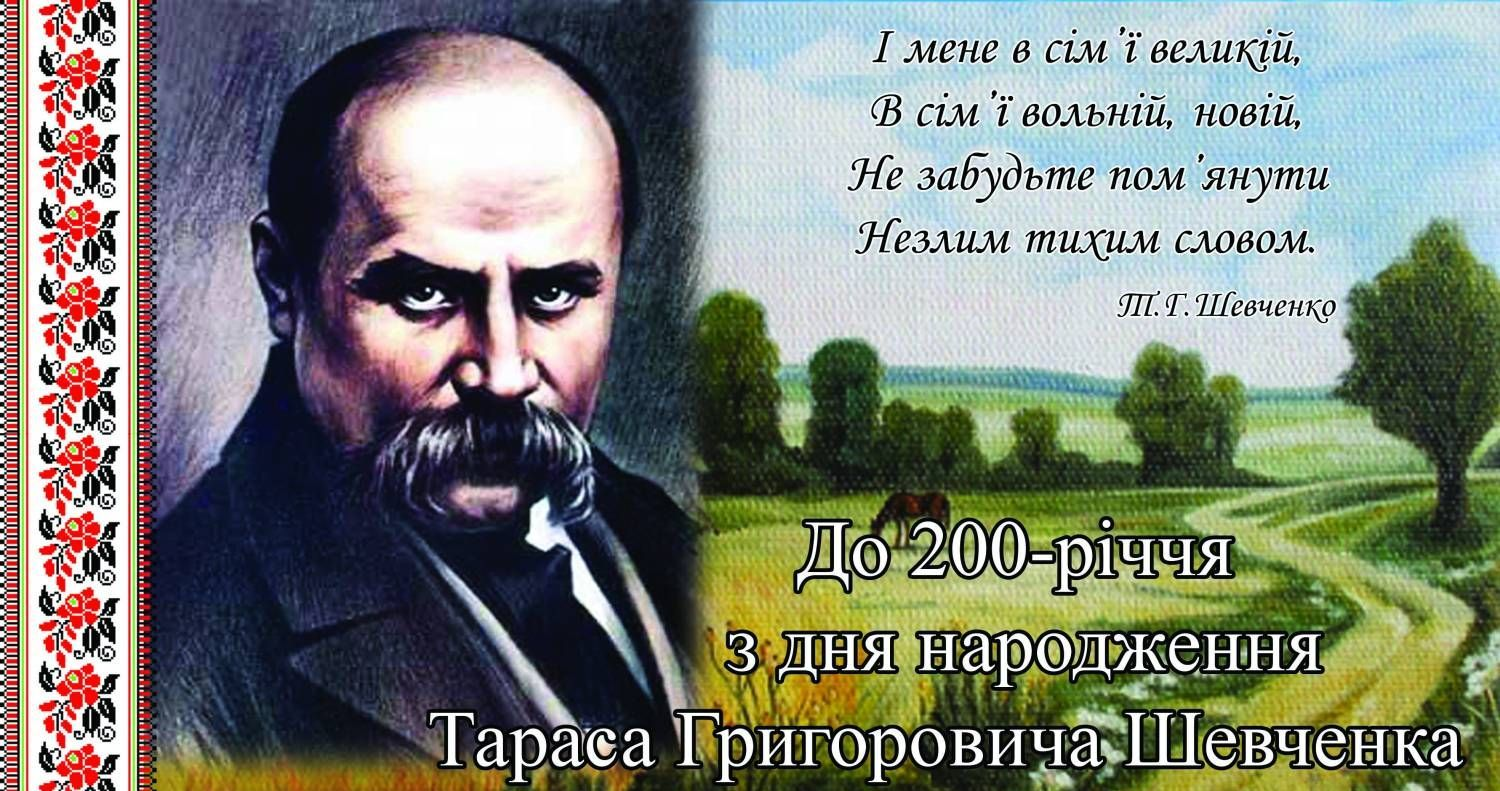 І мене в сім’ї великій,
В сім’ї вольній, новій,
Не забудьте пом’янути
Незлим тихим словом.
Т.Г.Шевченко
До 200-річчя
з дня народження
Тараса Григоровича Шевченка